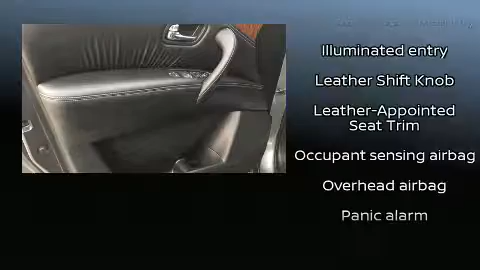 Illuminated entry
Leather Shift Knob
Leather-Appointed
Seat Trim
Occupant sensing airbag
Overhead airbag
Panic alarm